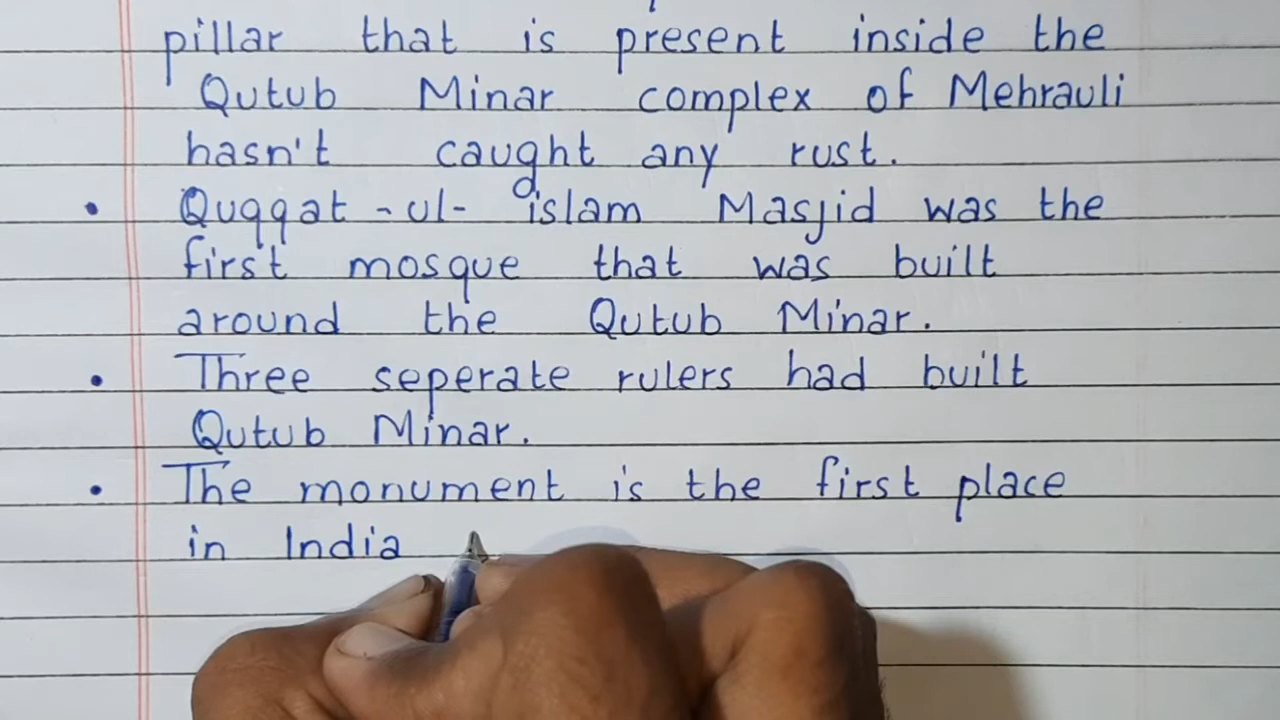 pillar that is present inside the
Qutub Minar complex of Mehrauli
hasn't caught any rust.
• Quqqat -ul- islam Masjid was the
first mosque that was built
around the Qutub Minar.
• Three seperate rulers had built
Qutub Minar.
• The monument is the first place
in India